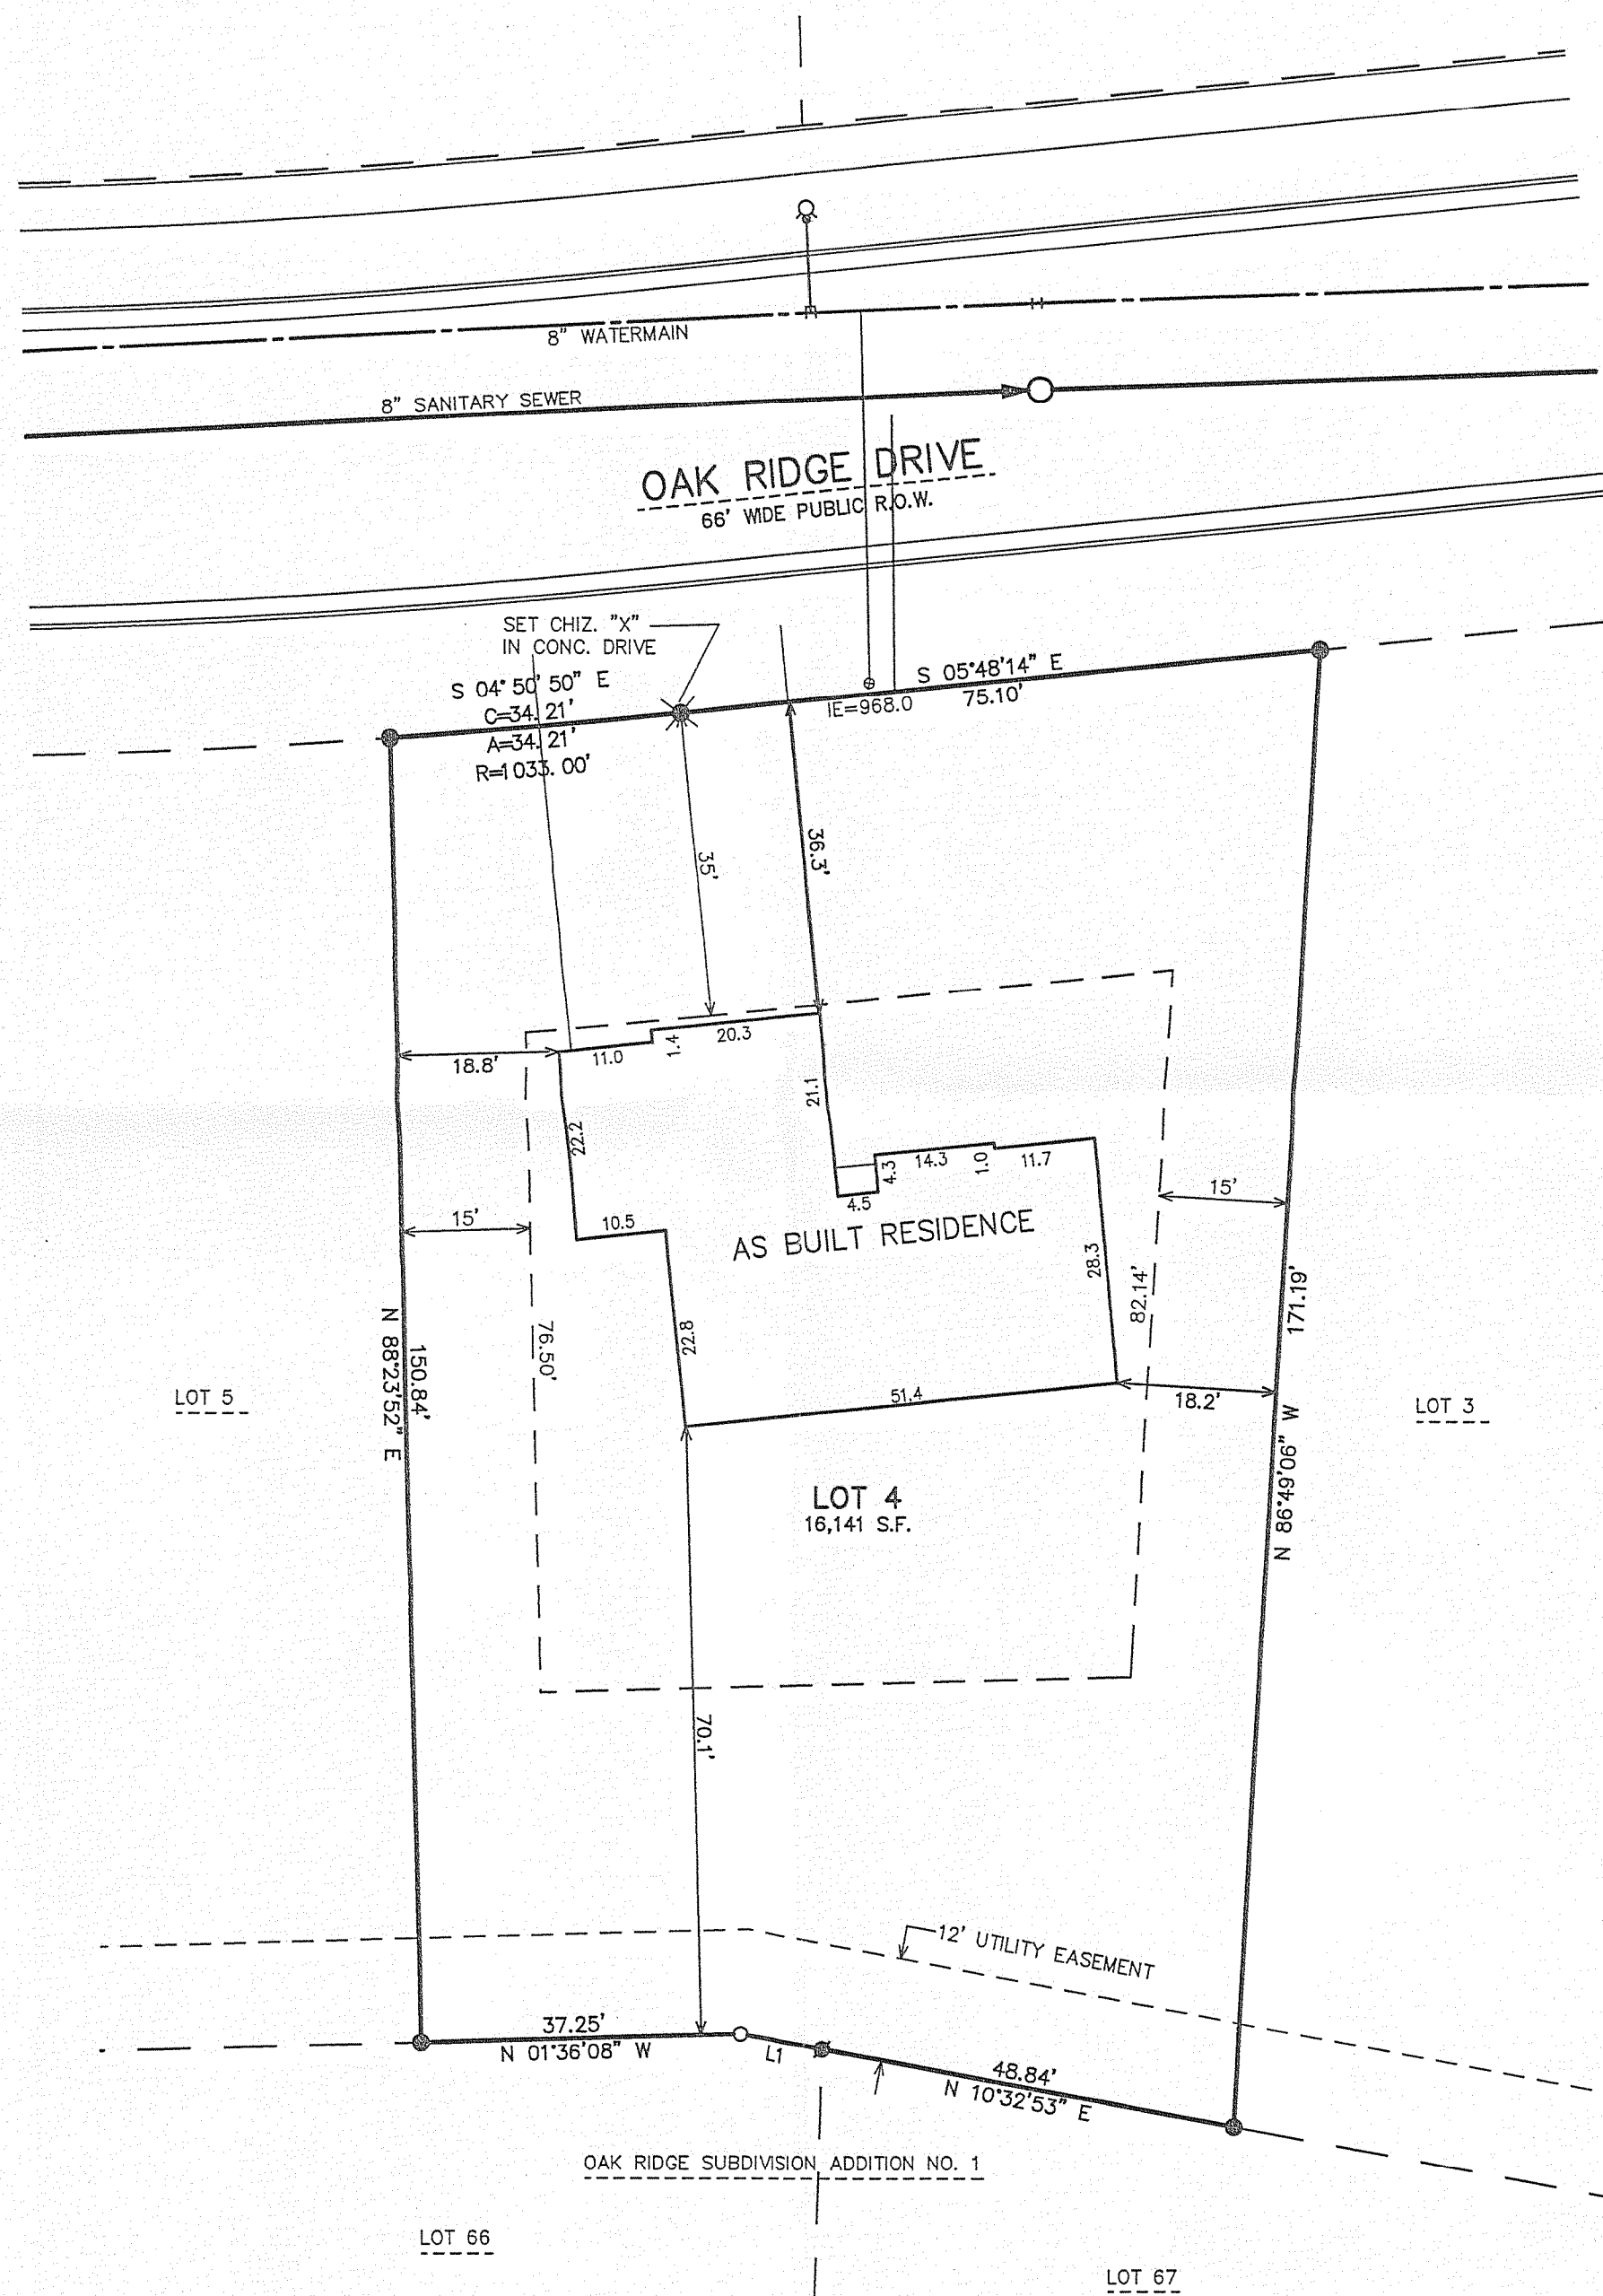 8" WATERMAIN
8" SANITARY SEWER
OAK RIDGE DRIVE
66' WIDE PUBLIC R.O.W.
SET CHIZ. "X"
IN CONC. DRIVE
S 04°50'50" E
C=34.21'
A=34.21'
R=1033.00'
S 05°48'14" E
75.10'
IE=968.0
35'
36.3'
18.8'
11.0
1.4
20.3
21.1
22.2
4.3
14.3
1.0
11.7
4.5
15'
10.5
AS BUILT RESIDENCE
15'
28.3
82.14'
171.19'
N 88°23'52" E
150.84'
76.50'
22.8
51.4
18.2'
N 86°49'06" W
LOT 5
LOT 3
LOT 4
16,141 S.F.
70.1'
12' UTILITY EASEMENT
37.25'
N 01°36'08" W
L1
48.84'
N 10°32'53" E
OAK RIDGE SUBDIVISION ADDITION NO. 1
LOT 66
LOT 67